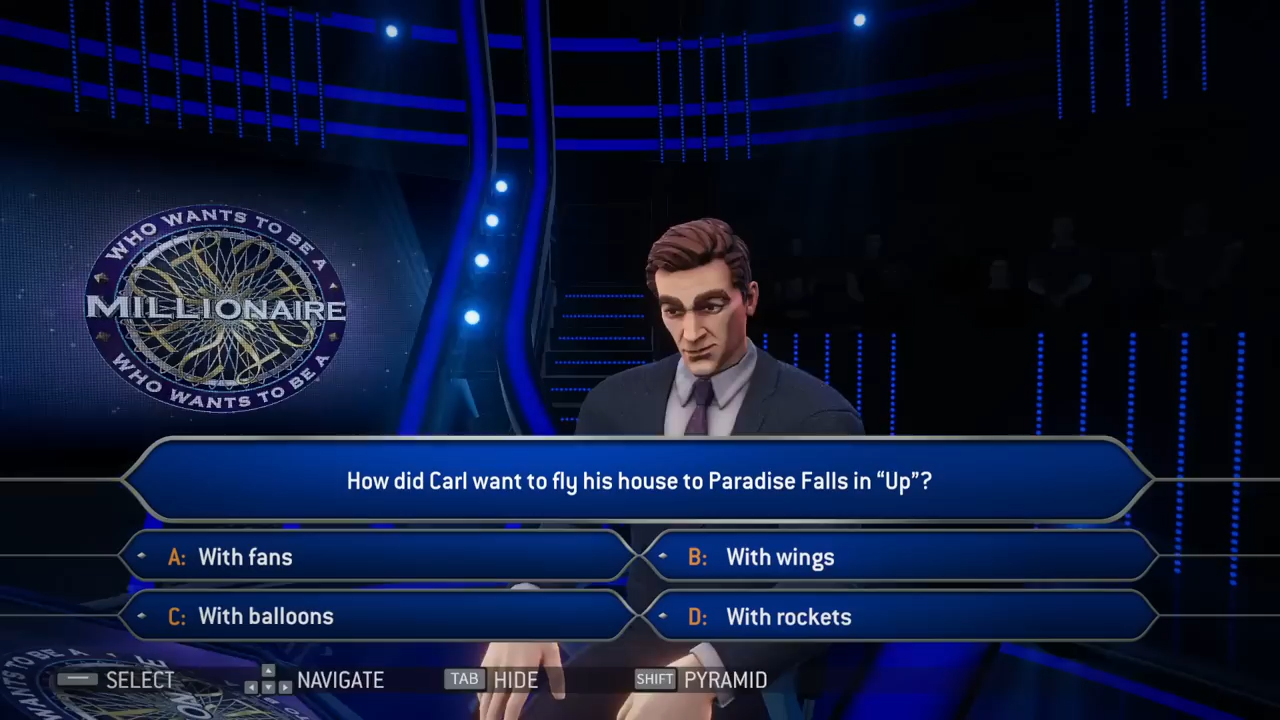 WHO WANTS TO BE A
MILLIONAIRE
WHO WANTS TO BE A
How did Carl want to fly his house to Paradise Falls in “Up”?
A: With fans
B: With wings
C: With balloons
D: With rockets
SELECT
NAVIGATE
TAB HIDE
SHIFT PYRAMID